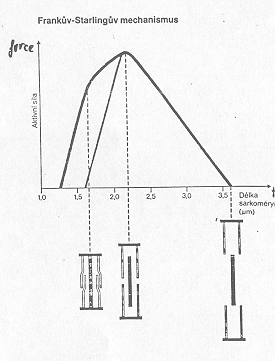 Frankův-Starlingův mechanismus
force
Aktivní síla
1,0 1,5 2,0 2,5 3,0 3,5
Délka
sarkoméry
(µm)